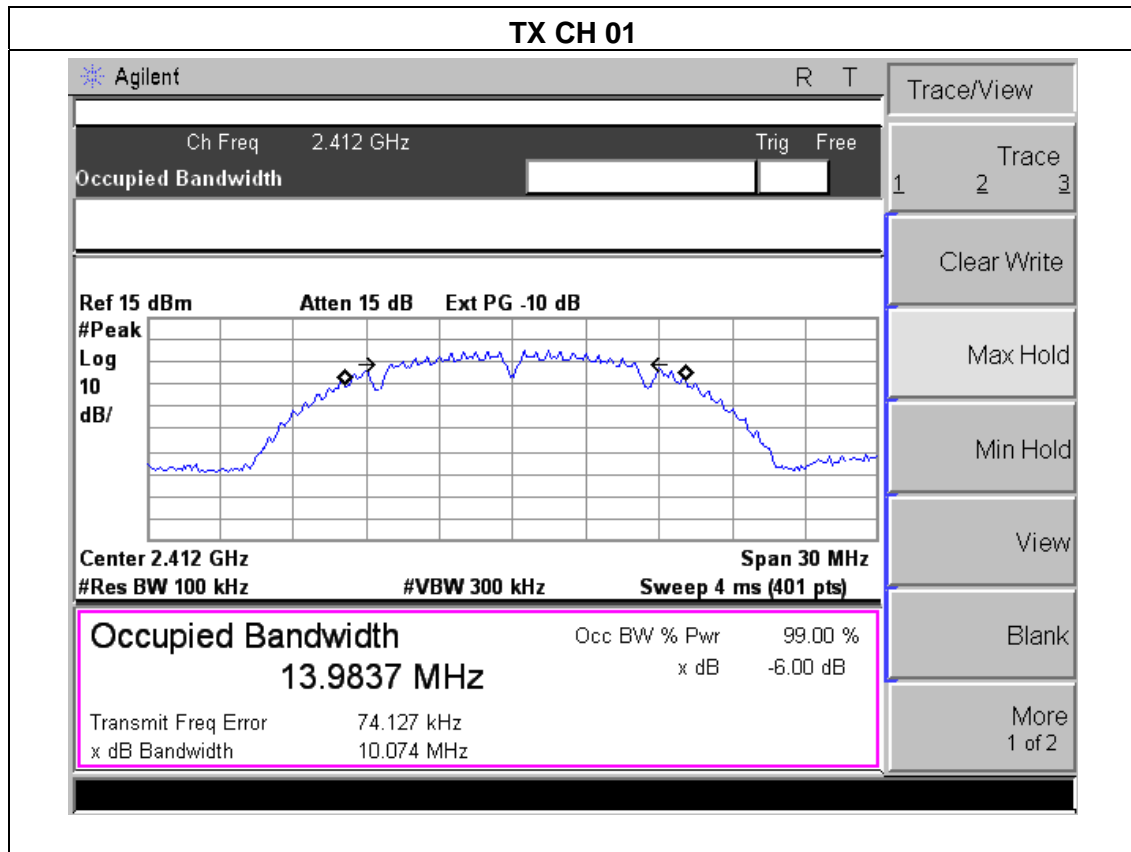 TX CH 01
Agilent R T
Ch Freq 2.412 GHz Trig Free
Occupied Bandwidth
Ref 15 dBm Atten 15 dB Ext PG -10 dB
#Peak
Log
10
dB/
Center 2.412 GHz Span 30 MHz
#Res BW 100 kHz #VBW 300 kHz Sweep 4 ms (401 pts)
Occupied Bandwidth
13.9837 MHz
Occ BW % Pwr 99.00 %
x dB -6.00 dB
Transmit Freq Error 74.127 kHz
x dB Bandwidth 10.074 MHz
Trace/View
Trace
1 2 3
Clear Write
Max Hold
Min Hold
View
Blank
More
1 of 2